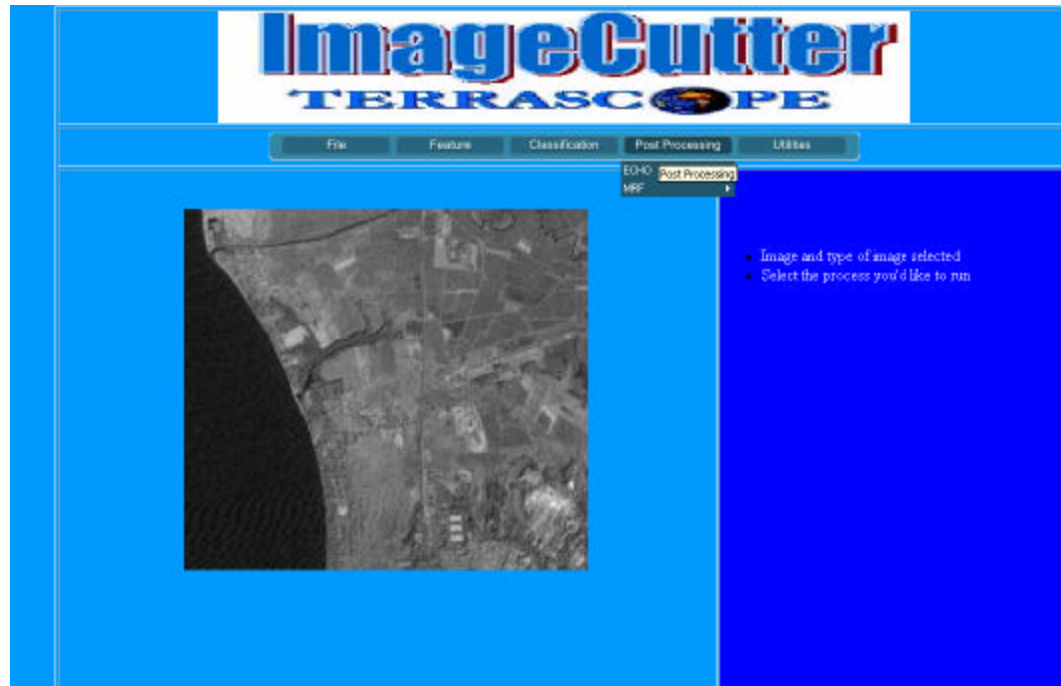 ImageCutter
TERRASCOPE
File Feature Classification Post Processing Utilities
ECHO Post Processing
MRF
Image and type of image selected
Select the process you'd like to run